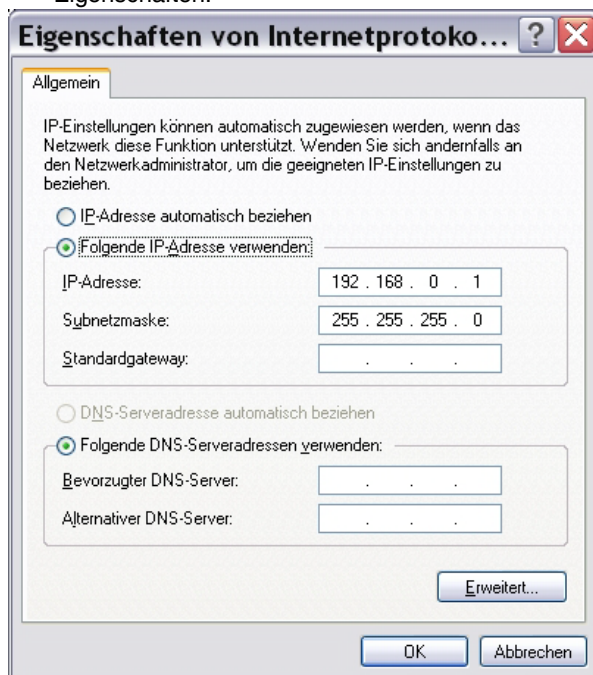 Eigenschaften.
Eigenschaften von Internetprotoko... ?
Allgemein
IP-Einstellungen können automatisch zugewiesen werden, wenn das
Netzwerk diese Funktion unterstützt. Wenden Sie sich andernfalls an
den Netzwerkadministrator, um die geeigneten IP-Einstellungen zu
beziehen.
IP-Adresse automatisch beziehen
Folgende IP-Adresse verwenden:
IP-Adresse: 192 . 168 . 0 . 1
Subnetzmaske: 255 . 255 . 255 . 0
Standardgateway: . . .
DNS-Serveradresse automatisch beziehen
Folgende DNS-Serveradressen verwenden:
Bevorzugter DNS-Server: . . .
Alternativer DNS-Server: . . .
Erweitert...
OK Abbrechen